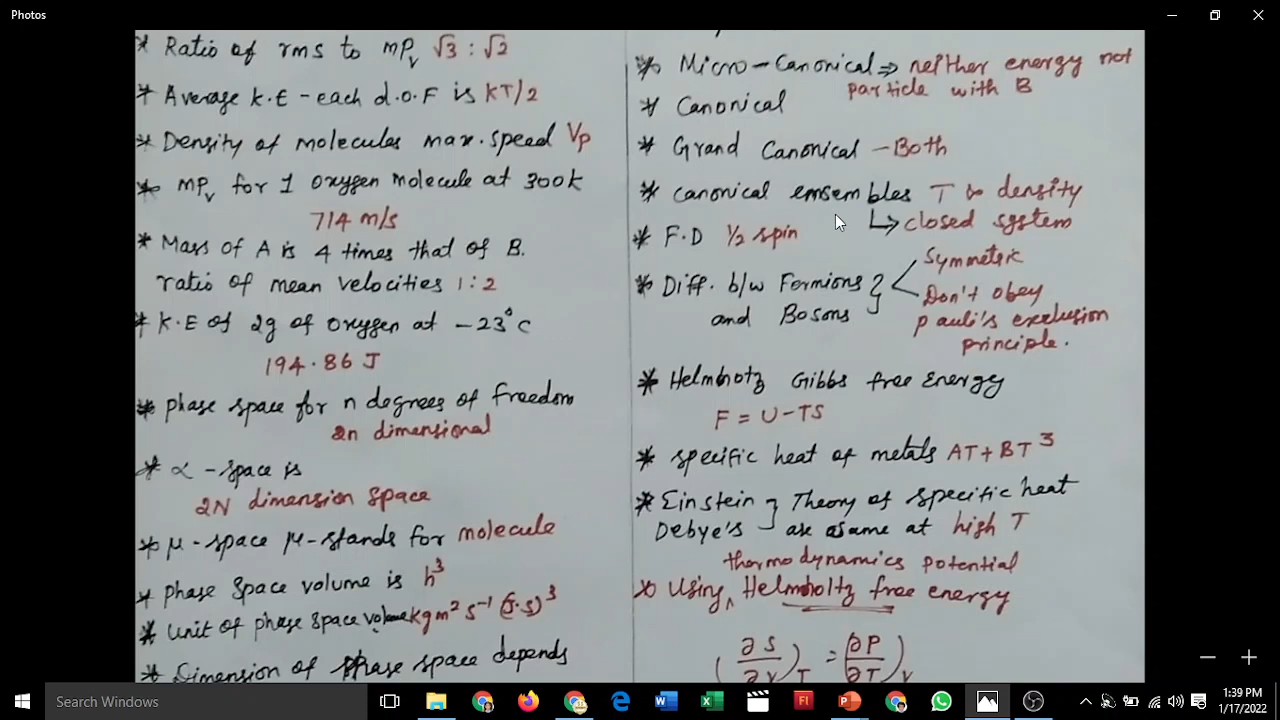 Photos
* Ratio of rms to mPv √3 : √2
* Average K.E - each d.O.F is KT/2
* Density of molecules max. speed Vp
* mPv for 1 oxygen molecule at 300k
714 m/s
* Mass of A is 4 times that of B.
ratio of mean velocities 1 : 2
* K.E of 2g of oxygen at -23°C
194.86 J
* phase space for n degrees of freedom
2n dimensional
* α - space is
2N dimension space
* μ - space μ - stands for molecule
* phase space volume is h³
* Unit of phase space volume kg m² s⁻¹ (J.s)³
* Dimension of phase space depends
* Micro - Canonical ⇒ neither energy not
particle with B
* Canonical
* Grand Canonical - Both
* canonical emsembles T & density
↳ closed system
* F.D 1/2 spin
* Diff. b/w Formions
and Bosons
Symmetric
Don't obey
pauli's exclusion
principle.
* Helmhotz Gibbs free Energy
F = U - TS
* specific heat of metals AT + BT³
* Einstein } Theory of specific heat
Debye's } are same at high T
thermodynamics potential
* Using ^ Helmholtz free energy
(∂S/∂V)T = (∂P/∂T)V
Search Windows
1:39 PM
1/17/2022